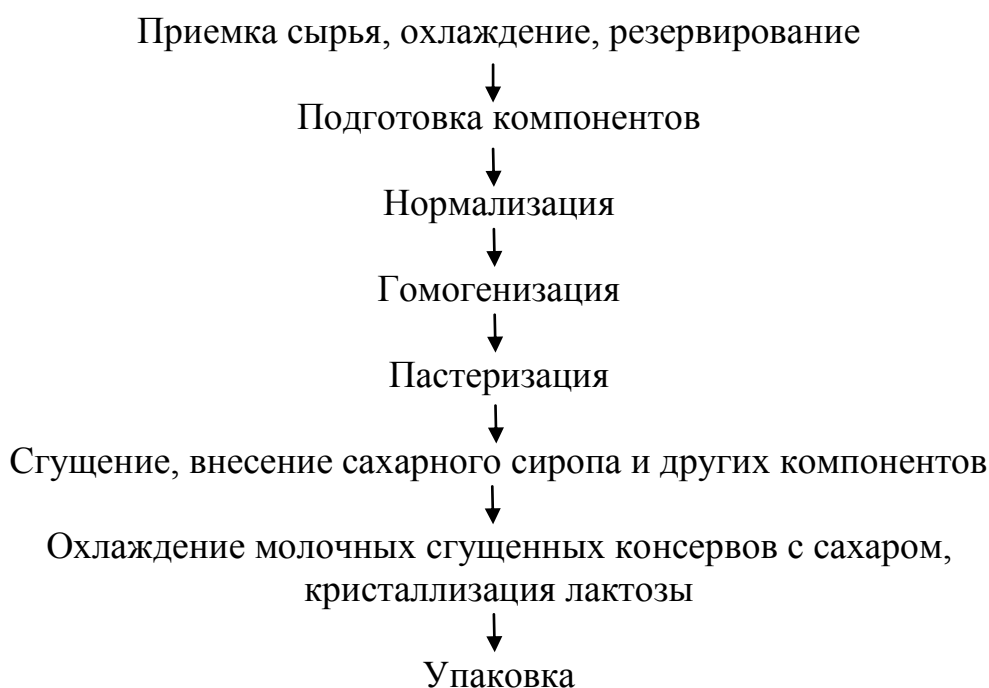 Приемка сырья, охлаждение, резервирование
Подготовка компонентов
Нормализация
Гомогенизация
Пастеризация
Сгущение, внесение сахарного сиропа и других компонентов
Охлаждение молочных сгущенных консервов с сахаром,
кристаллизация лактозы
Упаковка